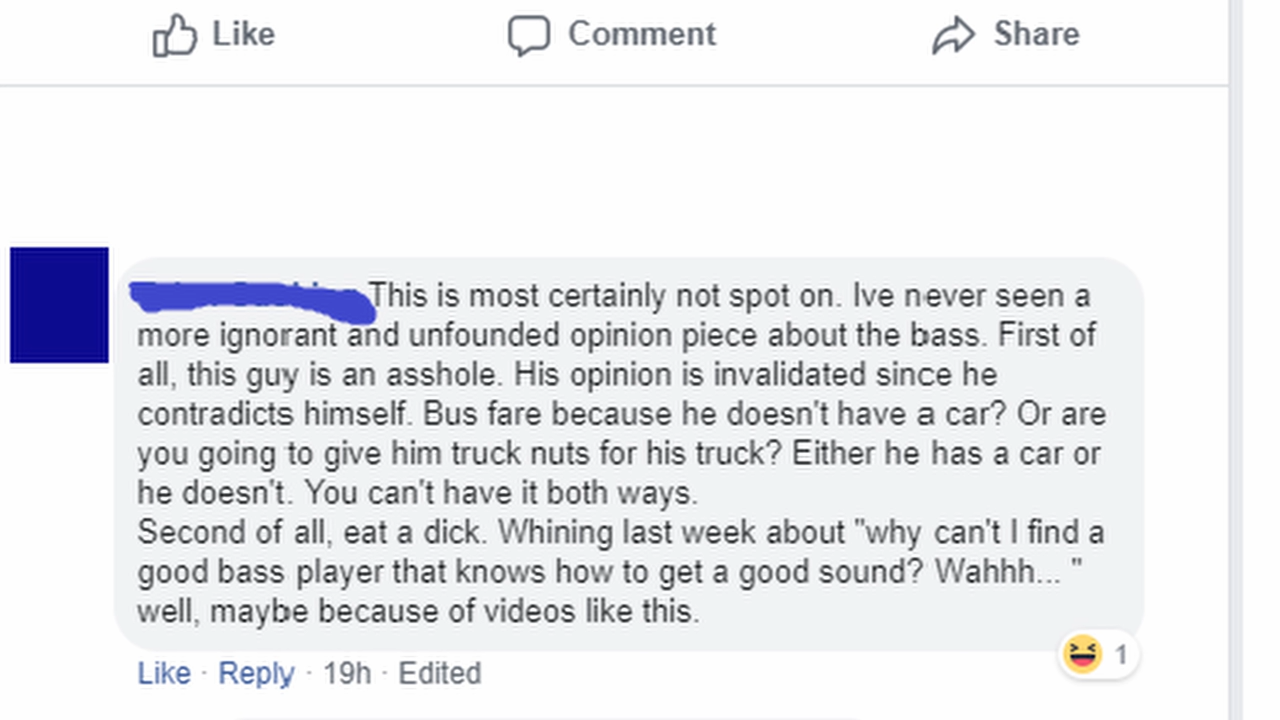 Like Comment Share
This is most certainly not spot on. Ive never seen a
more ignorant and unfounded opinion piece about the bass. First of
all, this guy is an asshole. His opinion is invalidated since he
contradicts himself. Bus fare because he doesn't have a car? Or are
you going to give him truck nuts for his truck? Either he has a car or
he doesn't. You can't have it both ways.
Second of all, eat a dick. Whining last week about "why can't I find a
good bass player that knows how to get a good sound? Wahhh... "
well, maybe because of videos like this.
1
Like · Reply · 19h · Edited